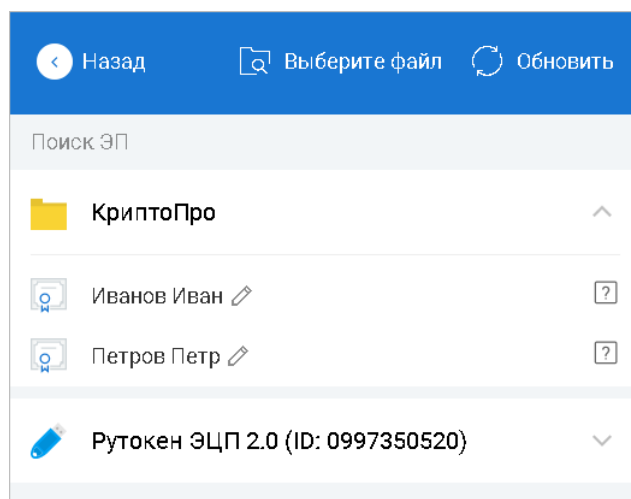 Назад Выберите файл Обновить
Поиск ЭП
КриптоПро
Иванов Иван ?
Петров Петр ?
Рутокен ЭЦП 2.0 (ID: 0997350520)